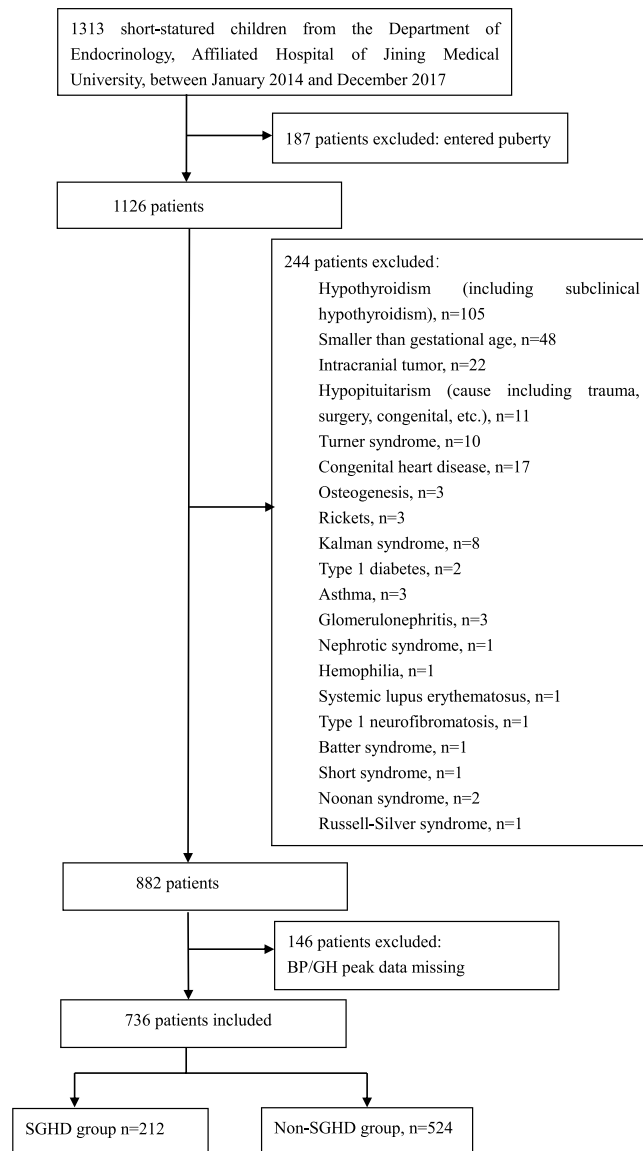 1313 short-statured children from the Department of
Endocrinology, Affiliated Hospital of Jining Medical
University, between January 2014 and December 2017
187 patients excluded: entered puberty
1126 patients
244 patients excluded:
Hypothyroidism (including subclinical
hypothyroidism), n=105
Smaller than gestational age, n=48
Intracranial tumor, n=22
Hypopituitarism (cause including trauma,
surgery, congenital, etc.), n=11
Turner syndrome, n=10
Congenital heart disease, n=17
Osteogenesis, n=3
Rickets, n=3
Kalman syndrome, n=8
Type 1 diabetes, n=2
Asthma, n=3
Glomerulonephritis, n=3
Nephrotic syndrome, n=1
Hemophilia, n=1
Systemic lupus erythematosus, n=1
Type 1 neurofibromatosis, n=1
Batter syndrome, n=1
Short syndrome, n=1
Noonan syndrome, n=2
Russell-Silver syndrome, n=1
882 patients
146 patients excluded:
BP/GH peak data missing
736 patients included
SGHD group n=212
Non-SGHD group, n=524